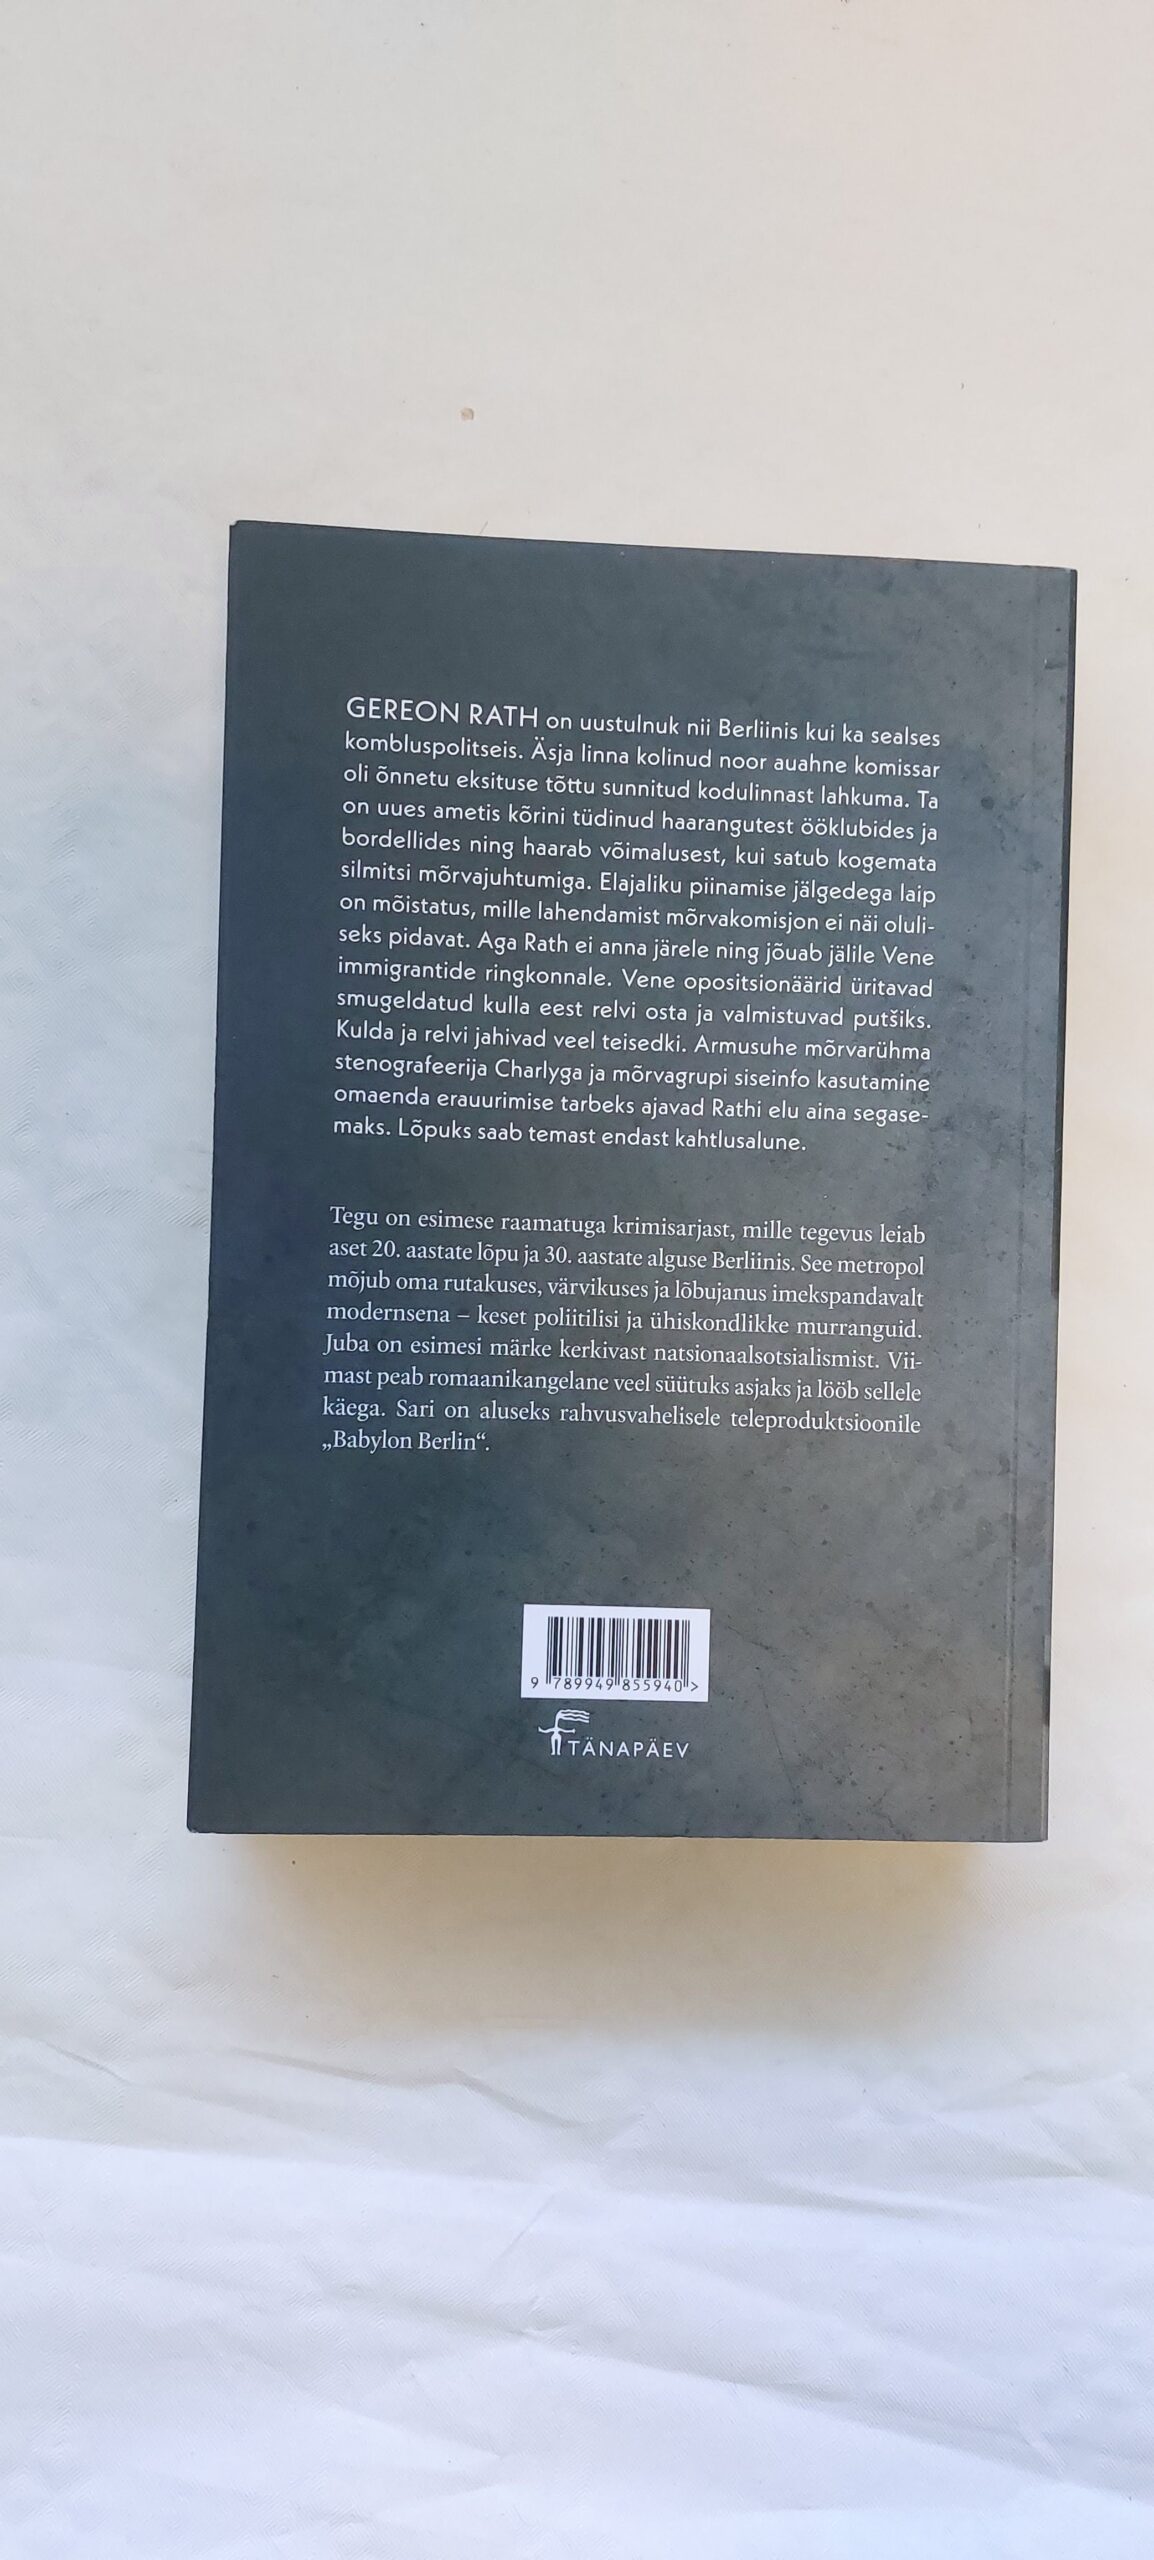 GEREON RATH on uustulnuk nii Berliinis kui ka sealses
kombluspolitseis. Äsja linna kolinud noor auahne komissar
oli õnnetu eksituse tõttu sunnitud kodulinnast lahkuma. Ta
on uues ametis kõrini tüdinud haarangutest ööklubides ja
bordellides ning haarab võimalusest, kui satub kogemata
silmitsi mõrvajuhtumiga. Elajaliku piinamise jälgedega laip
on mõistatus, mille lahendamist mõrvakomisjon ei näi oluli-
seks pidavat. Aga Rath ei anna järele ning jõuab jälile Vene
immigrantide ringkonnale. Vene opositsionäärid üritavad
smugeldatud kulla eest relvi osta ja valmistuvad putšiks.
Kulda ja relvi jahivad veel teisedki. Armusuhe mõrvarühma
stenografeerija Charlyga ja mõrvagrupi siseinfo kasutamine
omaenda erauurimise tarbeks ajavad Rathi elu aina segase-
maks. Lõpuks saab temast endast kahtlusalune.
Tegu on esimese raamatuga krimisarjast, mille tegevus leiab
aset 20. aastate lõpu ja 30. aastate alguse Berliinis. See metropol
mõjub oma rutakuses, värvikuses ja lõbujanus imekspandavalt
modernsena – keset poliitilisi ja ühiskondlikke murranguid.
Juba on esimesi märke kerkivast natsionaalsotsialismist. Vii-
mast peab romaanikangelane veel süütuks asjaks ja lööb sellele
käega. Sari on aluseks rahvusvahelisele teleproduktsioonile
„Babylon Berlin“.
9 789949 855940 >
TÄNAPÄEV